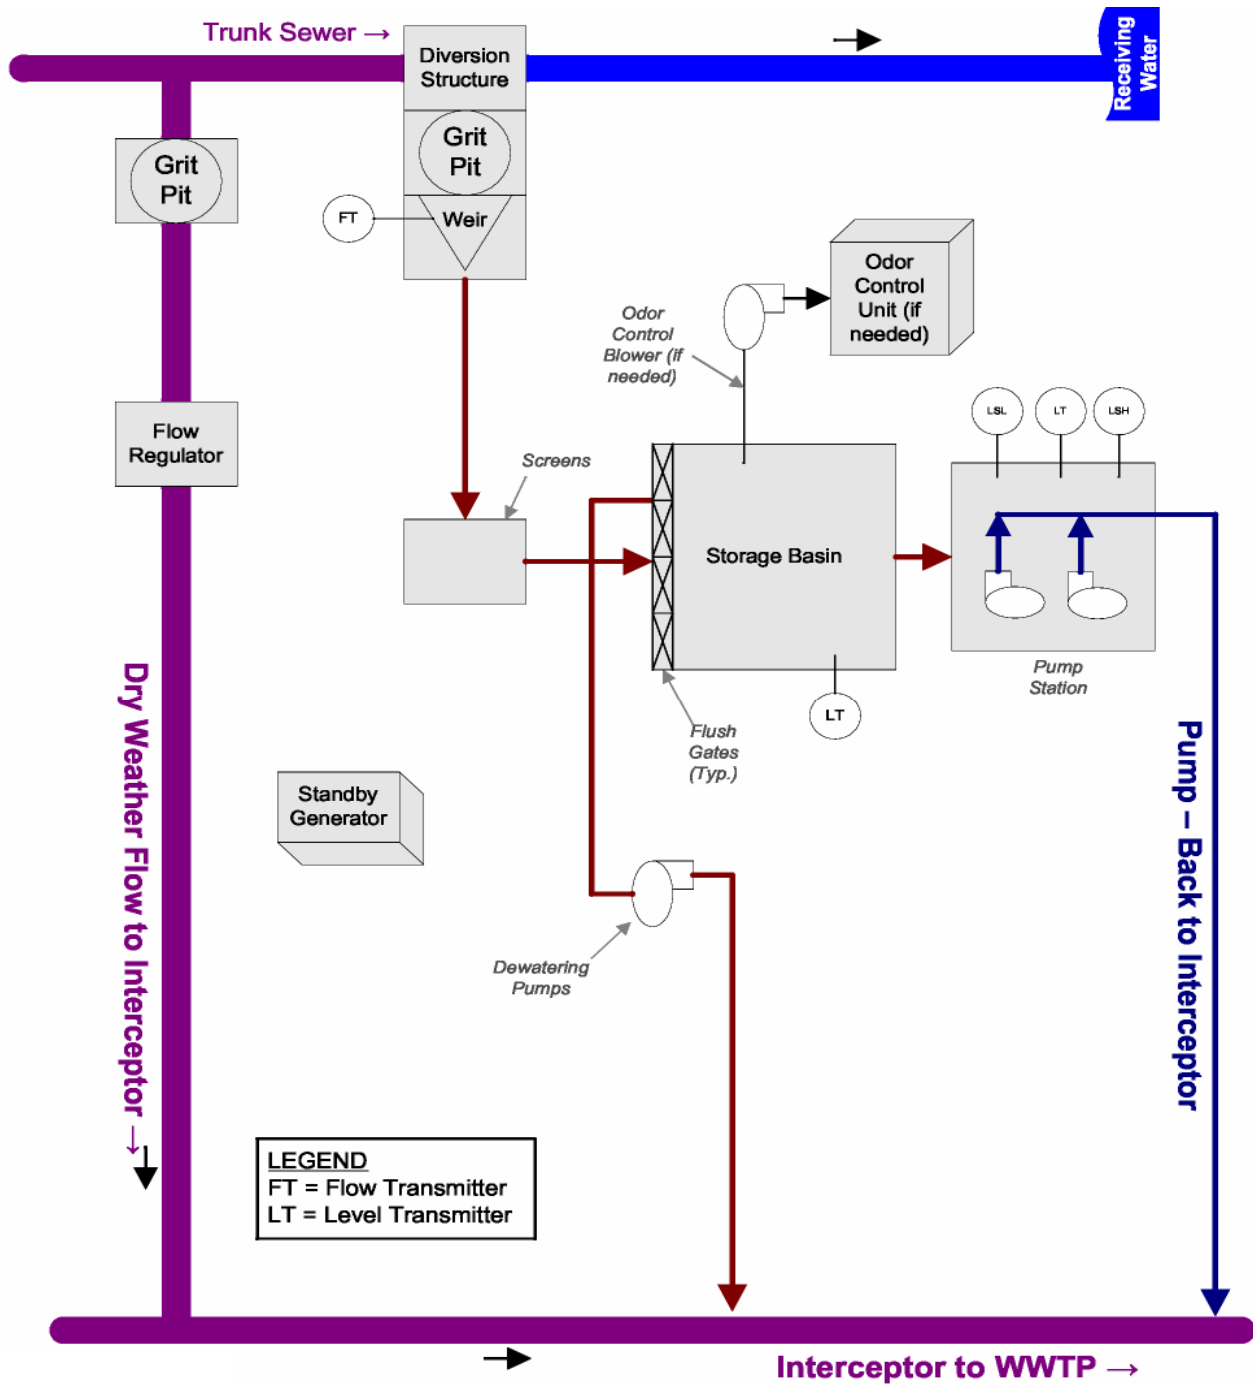 Trunk Sewer →
Diversion
Structure
Receiving
Water
Grit
Pit
Grit
Pit
FT
Weir
Odor
Control
Unit (if
needed)
Odor
Control
Blower (if
needed)
LSL
LT
LSH
Flow
Regulator
Screens
Storage Basin
Pump
Station
LT
Flush
Gates
(Typ.)
Standby
Generator
Dewatering
Pumps
Dry Weather Flow to Interceptor →
Pump – Back to Interceptor
LEGEND
FT = Flow Transmitter
LT = Level Transmitter
Interceptor to WWTP →